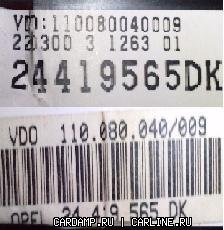 YM:110080040009
22300 3 1263 01
24419565DK
VDO 110.080.040/009
OPEL 24 419 565 DK
CARDAMP.RU | CARLINE.RU